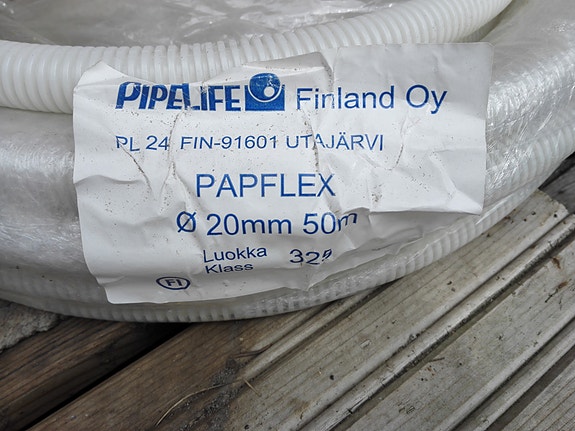 PIPELIFE Finland Oy
PL 24 FIN-91601 UTAJÄRVI
PAPFLEX
Ø 20mm 50m
Luokka
Klass
FI